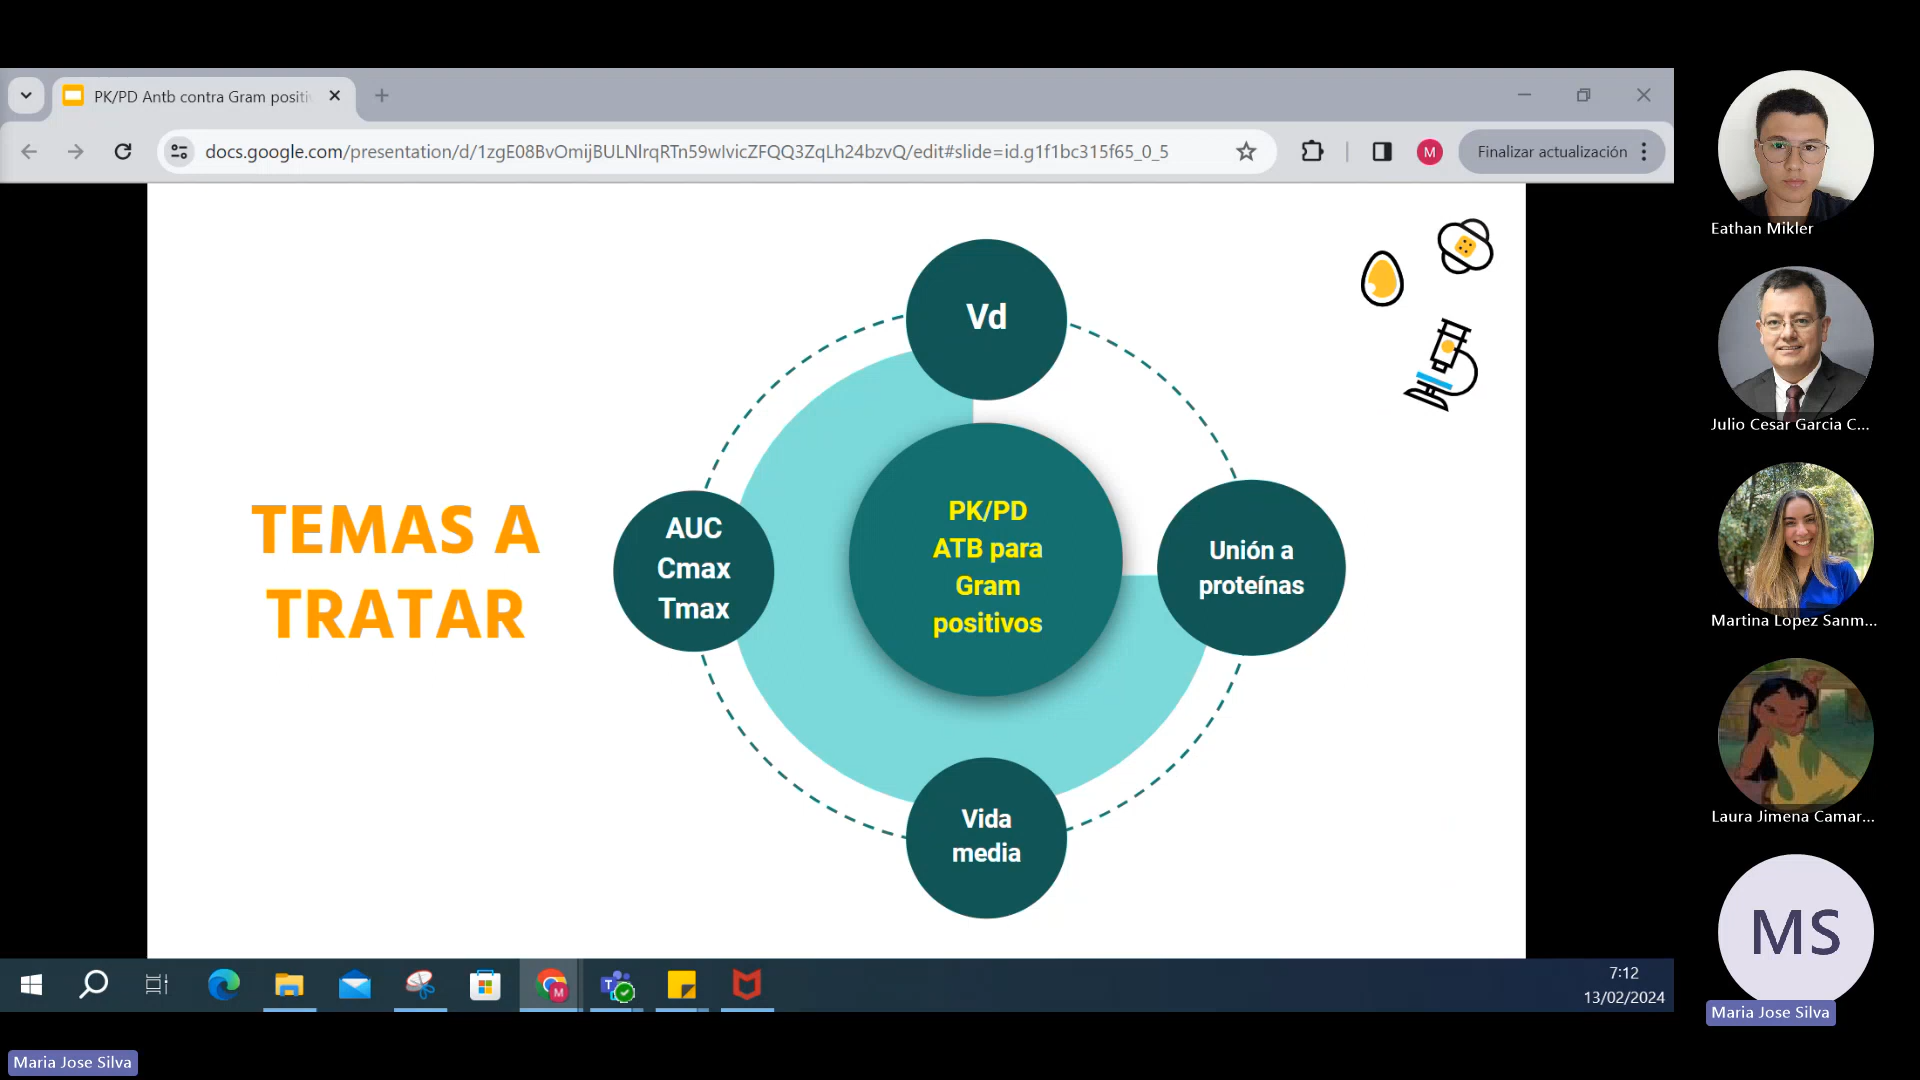 PK/PD Antb contra Gram positi
docs.google.com/presentation/d/1zgE08BvOmijBULNlrqRTn59wIvicZFQQ3ZqLh24bzvQ/edit#slide=id.g1f1bc315f65_0_5
M
Finalizar actualización
TEMAS A
TRATAR
Vd
AUC
Cmax
Tmax
PK/PD
ATB para
Gram
positivos
Unión a
proteínas
Vida
media
Eathan Mikler
Julio Cesar Garcia C...
Martina Lopez Sanm...
Laura Jimena Camar...
MS
Maria Jose Silva
7:12
13/02/2024
Maria Jose Silva